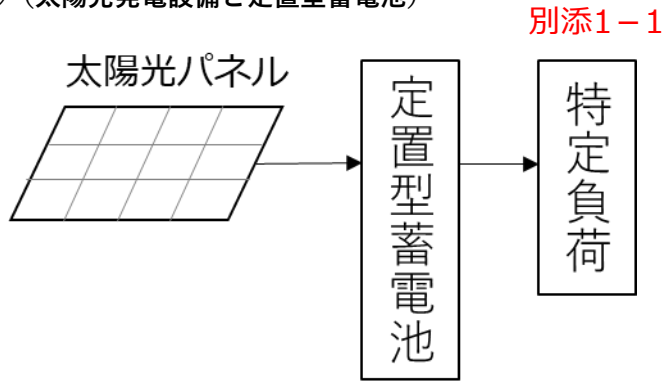 （太陽光発電設備と定置型蓄電池）
別添1－1
太陽光パネル
定置型蓄電池
特定負荷